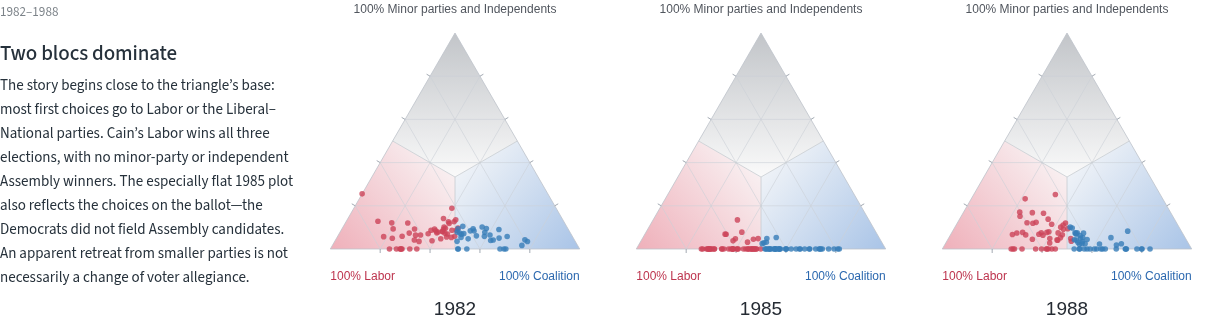 1982–1988
Two blocs dominate
The story begins close to the triangle’s base:
most first choices go to Labor or the Liberal–
National parties. Cain’s Labor wins all three
elections, with no minor-party or independent
Assembly winners. The especially flat 1985 plot
also reflects the choices on the ballot—the
Democrats did not field Assembly candidates.
An apparent retreat from smaller parties is not
necessarily a change of voter allegiance.
100% Minor parties and Independents
100% Labor
100% Coalition
1982
100% Minor parties and Independents
100% Labor
100% Coalition
1985
100% Minor parties and Independents
100% Labor
100% Coalition
1988